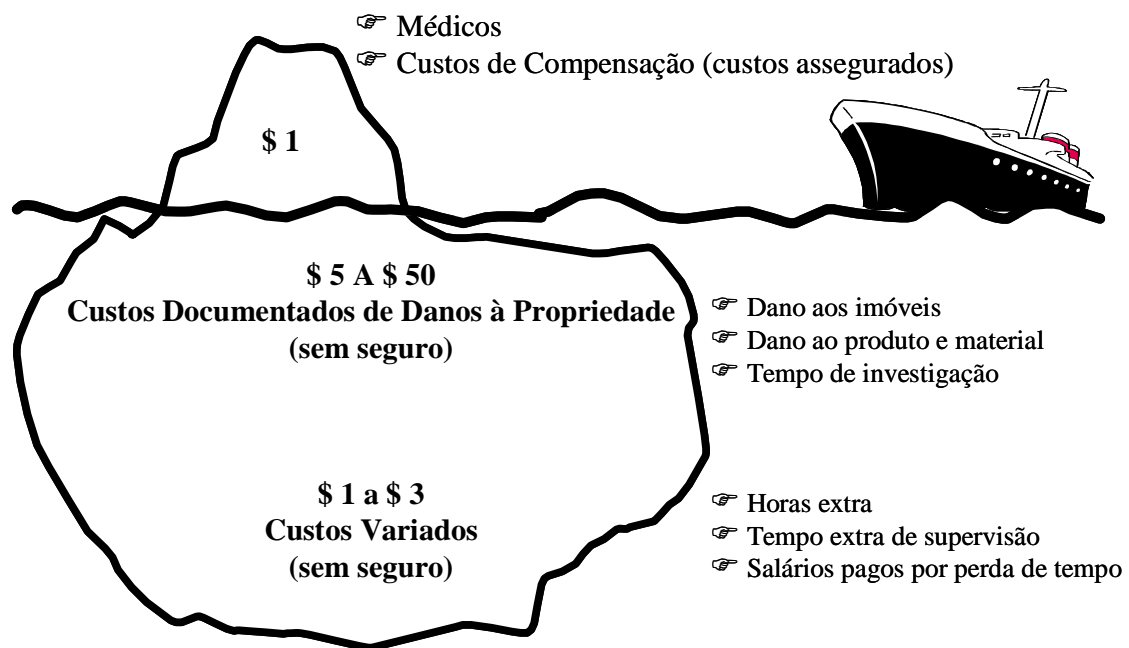 ☞ Médicos
☞ Custos de Compensação (custos assegurados)
$ 1
$ 5 A $ 50
Custos Documentados de Danos à Propriedade
(sem seguro)
☞ Dano aos imóveis
☞ Dano ao produto e material
☞ Tempo de investigação
$ 1 a $ 3
Custos Variados
(sem seguro)
☞ Horas extra
☞ Tempo extra de supervisão
☞ Salários pagos por perda de tempo